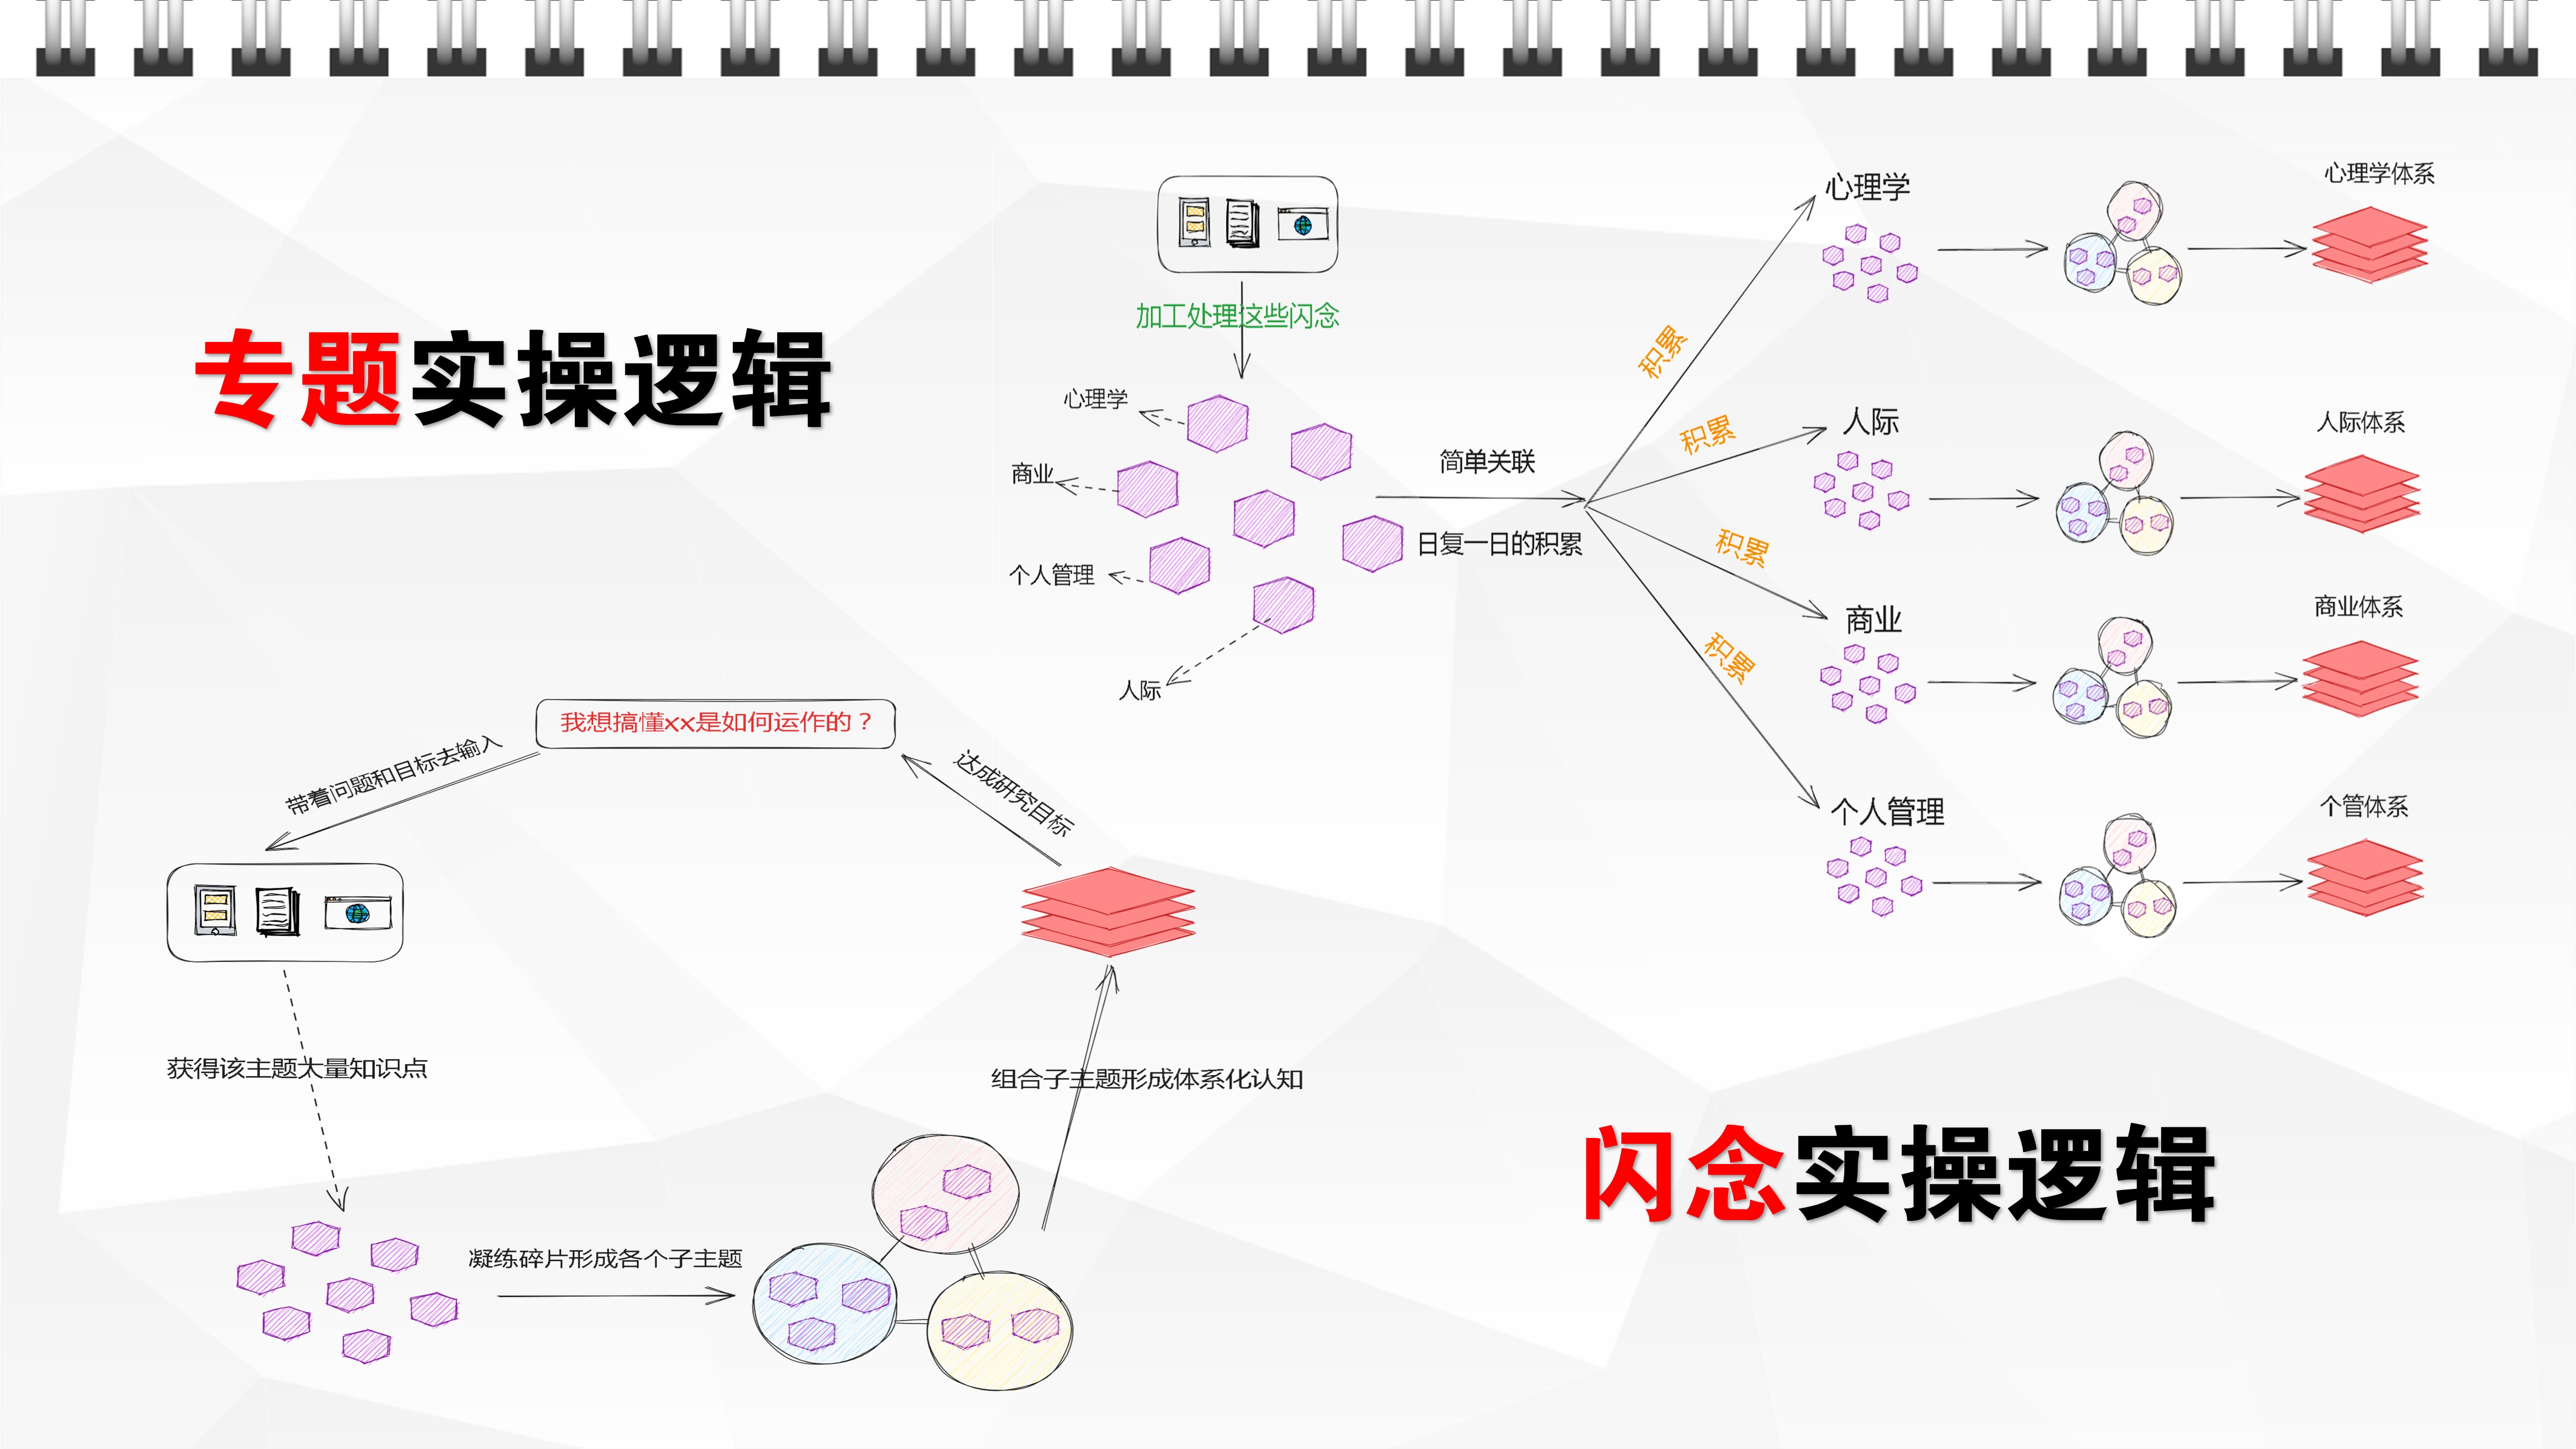 专题实操逻辑
我想搞懂xx是如何运作的？
带着问题和目标去输入
获得该主题大量知识点
凝练碎片形成各个子主题
组合子主题形成体系化认知
达成研究目标
加工处理这些闪念
心理学
商业
个人管理
人际
简单关联
日复一日的积累
积累
积累
积累
积累
心理学
心理学体系
人际
人际体系
商业
商业体系
个人管理
个管体系
闪念实操逻辑